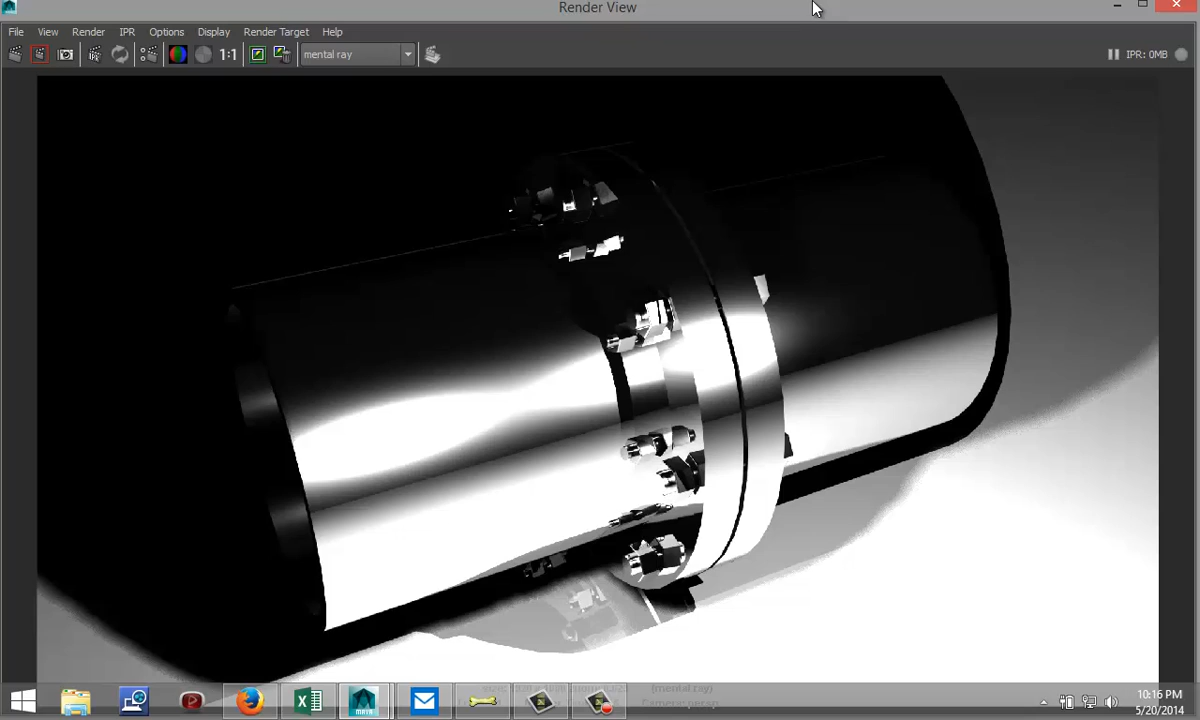 Render View
File View Render IPR Options Display Render Target Help
1:1 mental ray IPR: 0MB
(mental ray)
MAYA
10:16 PM
5/20/2014